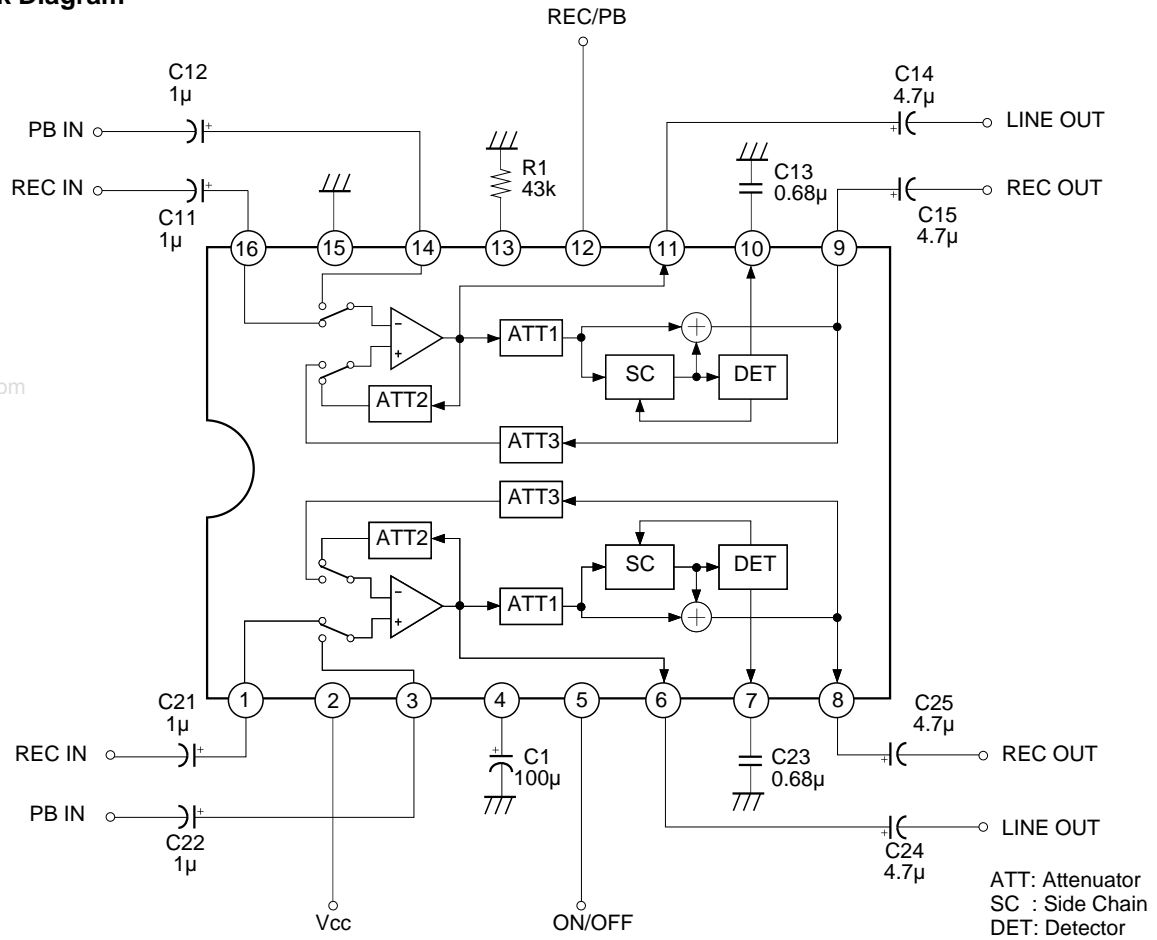 k Diagram
REC/PB
C12
1µ
C14
4.7µ
PB IN
+
+
LINE OUT
R1
43k
C13
0.68µ
REC IN
+
+
REC OUT
C11
1µ
C15
4.7µ
16
15
14
13
12
11
10
9
−
+
ATT1
+
SC
DET
ATT2
om
ATT3
ATT3
ATT2
SC
DET
−
+
ATT1
+
1
2
3
4
5
6
7
8
C21
1µ
C25
4.7µ
REC IN
+
+
C1
100µ
C23
0.68µ
+
REC OUT
PB IN
+
+
LINE OUT
C22
1µ
C24
4.7µ
Vcc
ON/OFF
ATT: Attenuator
SC : Side Chain
DET: Detector